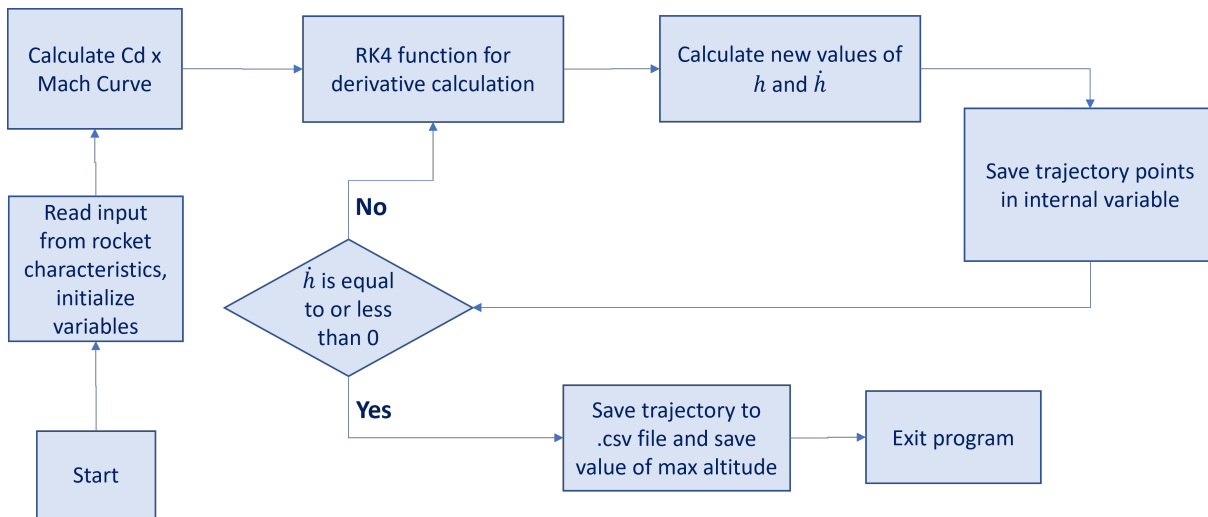 Calculate Cd x
Mach Curve
RK4 function for
derivative calculation
Calculate new values of
h and ḣ
Save trajectory points
in internal variable
Read input
from rocket
characteristics,
initialize
variables
No
ḣ is equal
to or less
than 0
Yes
Save trajectory to
.csv file and save
value of max altitude
Exit program
Start